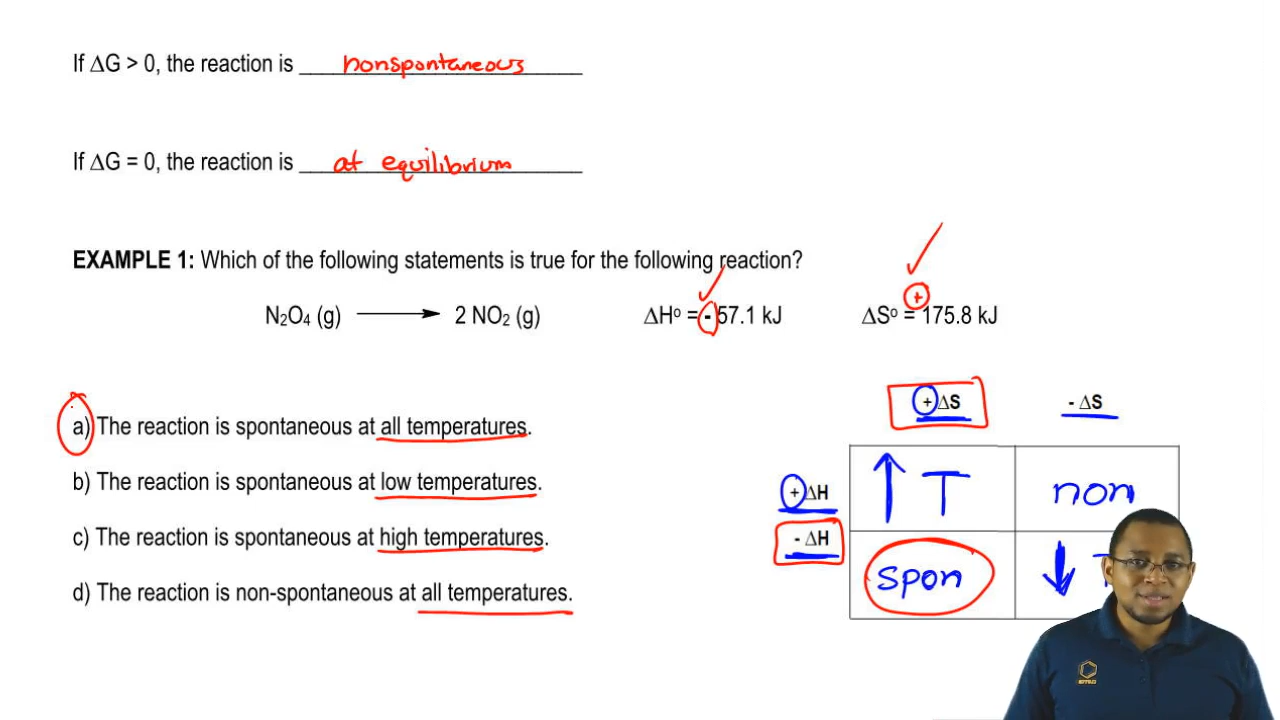 If ΔG > 0, the reaction is nonspontaneous
If ΔG = 0, the reaction is at equilibrium
EXAMPLE 1: Which of the following statements is true for the following reaction?
N₂O₄ (g) → 2 NO₂ (g) ΔHº = - 57.1 kJ ΔSº = + 175.8 kJ
a) The reaction is spontaneous at all temperatures.
b) The reaction is spontaneous at low temperatures.
c) The reaction is spontaneous at high temperatures.
d) The reaction is non-spontaneous at all temperatures.
+ ΔS - ΔS
+ ΔH ↑ T non
- ΔH spon ↓